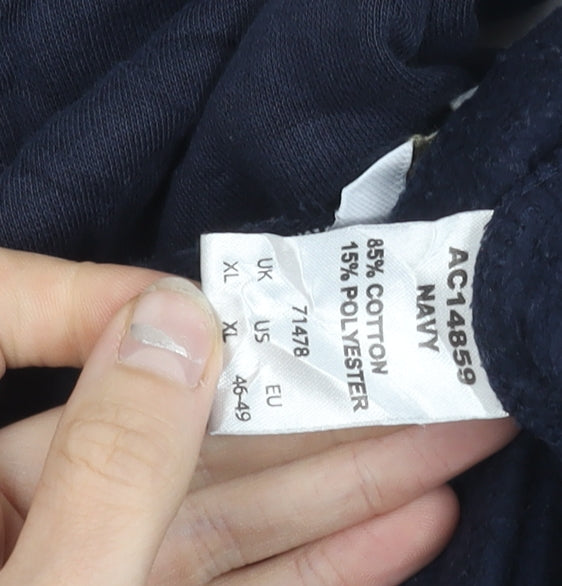 AC14859
NAVY
85% COTTON
15% POLYESTER
71478
UK US EU
XL XL 46-49